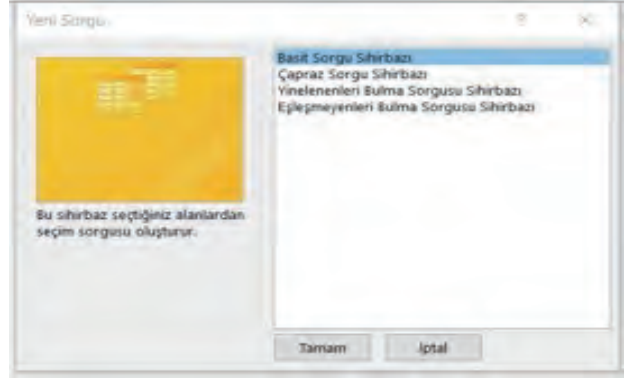 Yeni Sorgu
Basit Sorgu Sihirbazı
Çapraz Sorgu Sihirbazı
Yinelenenleri Bulma Sorgusu Sihirbazı
Eşleşmeyenleri Bulma Sorgusu Sihirbazı
Bu sihirbaz seçtiğiniz alanlardan
seçim sorgusu oluşturur.
Tamam
İptal